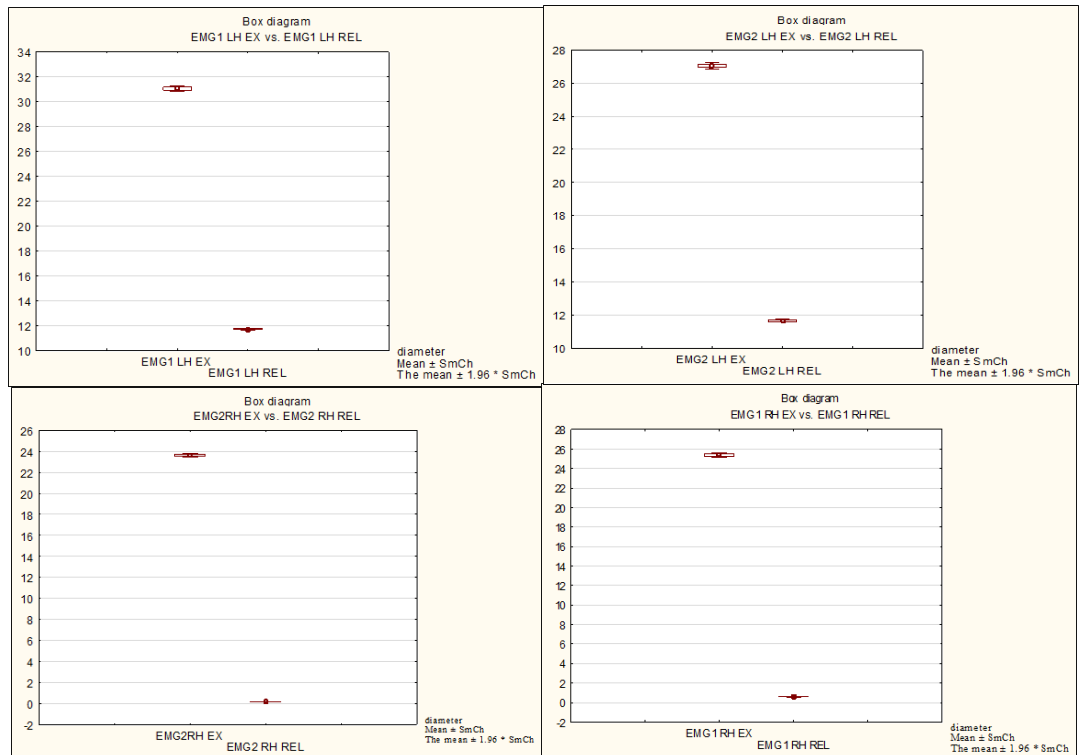 Box diagram
EMG1 LH EX vs. EMG1 LH REL
34
32
30
28
26
24
22
20
18
16
14
12
10
EMG1 LH EX
EMG1 LH REL
diameter
Mean ± SmCh
The mean ± 1.96 * SmCh
Box diagram
EMG2 LH EX vs. EMG2 LH REL
28
26
24
22
20
18
16
14
12
10
EMG2 LH EX
EMG2 LH REL
diameter
Mean ± SmCh
The mean ± 1.96 * SmCh
Box diagram
EMG2RH EX vs. EMG2 RH REL
26
24
22
20
18
16
14
12
10
8
6
4
2
0
-2
EMG2RH EX
EMG2 RH REL
diameter
Mean ± SmCh
The mean ± 1.96 * SmCh
Box diagram
EMG1 RH EX vs. EMG1 RH REL
28
26
24
22
20
18
16
14
12
10
8
6
4
2
0
-2
EMG1 RH EX
EMG1 RH REL
diameter
Mean ± SmCh
The mean ± 1.96 * SmCh